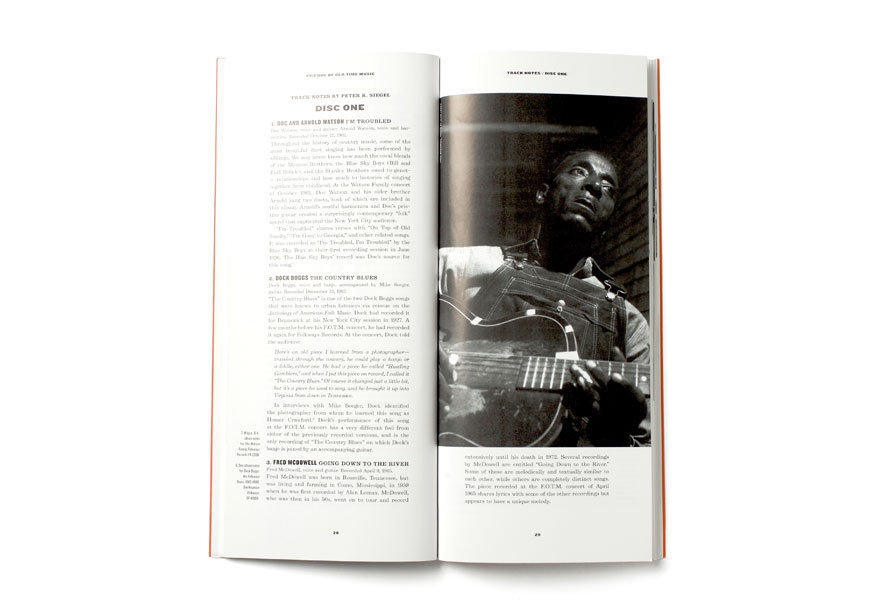 FRIENDS OF OLD TIME MUSIC
TRACK NOTES BY PETER K. SIEGEL
DISC ONE
1. DOC AND ARNOLD WATSON I'M TROUBLED
Doc Watson, voice and guitar; Arnold Watson, voice and har-
monica. Recorded October 12, 1962.
Throughout the history of country music, some of the
most beautiful duet singing has been performed by
siblings. We may never know how much the vocal blends
of the Monroe Brothers, the Blue Sky Boys (Bill and
Earl Bolick), and the Stanley Brothers owed to genet-
ic relationships and how much to histories of singing
together from childhood. At the Watson Family concert
of October 1962, Doc Watson and his older brother
Arnold sang two duets, both of which are included in
this album. Arnold's soulful harmonica and Doc's pris-
tine guitar created a surprisingly contemporary "folk"
sound that captivated the New York City audience.
"I'm Troubled" shares verses with "On Top of Old
Smoky," "I'm Goin' to Georgia," and other related songs.
It was recorded as "I'm Troubled, I'm Troubled" by the
Blue Sky Boys at their first recording session in June
1936. The Blue Sky Boys' record was Doc's source for
this song.
2. DOCK BOGGS THE COUNTRY BLUES
Dock Boggs, voice and banjo, accompanied by Mike Seeger,
guitar. Recorded December 13, 1963.
"The Country Blues" is one of the two Dock Boggs songs
that were known to urban listeners via reissue on the
Anthology of American Folk Music. Dock had recorded it
for Brunswick at his New York City session in 1927. A
few months before his F.O.T.M. concert, he had recorded
it again for Folkways Records. At the concert, Dock told
the audience:
Here's an old piece I learned from a photographer—
traveled through the country, he could play a banjo or
a fiddle, either one. He had a piece he called "Hustling
Gamblers," and when I put this piece on record, I called it
"The Country Blues." Of course it changed just a little bit,
but it's a piece he used to sing, and he brought it up into
Virginia from down in Tennessee.
In interviews with Mike Seeger, Dock identified
the photographer from whom he learned this song as
Homer Crawford. Dock's performance of this song
at the F.O.T.M. concert has a very different feel from
either of the previously recorded versions, and is the
only recording of "The Country Blues" on which Dock's
banjo is joined by an accompanying guitar.
3. FRED MCDOWELL GOING DOWN TO THE RIVER
Fred McDowell, voice and guitar. Recorded April 9, 1965.
Fred McDowell was born in Rossville, Tennessee, but
was living and farming in Como, Mississippi, in 1959
when he was first recorded by Alan Lomax. McDowell,
who was then in his 50s, went on to tour and record
28
TRACK NOTES / DISC ONE
extensively until his death in 1972. Several recordings
by McDowell are entitled "Going Down to the River."
Some of these are melodically and textually similar to
each other, while others are completely distinct songs.
The piece recorded at the F.O.T.M. concert of April
1965 shares lyrics with some of the other recordings but
appears to have a unique melody.
29